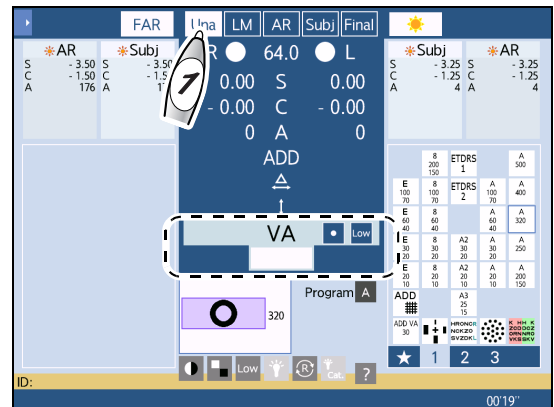 FAR Una LM AR Subj Final
AR Subj
S - 3.50 S - 3.50
C - 1.50 C - 1.50
A 176 A
R 64.0 L
0.00 S 0.00
- 0.00 C - 0.00
0 A 0
ADD
VA Low
Subj AR
S - 3.25 S - 3.25
C - 1.25 C - 1.25
A 4 A 4
8 200 150 ETDRS 1 A 500
E 100 70 8 100 70 ETDRS 2 A 100 70 A 400
E 60 40 8 60 40 A 60 40 A 320
E 30 20 8 30 20 A2 30 20 A 30 20 A 250
E 20 10 8 20 10 A2 20 10 A 20 10 A 200 150
ADD A3 25 15
ADD VA 30 HRONCR NCKZO SVZDKL
1 2 3
320
Program A
Low R Cat. ?
ID:
00'19"